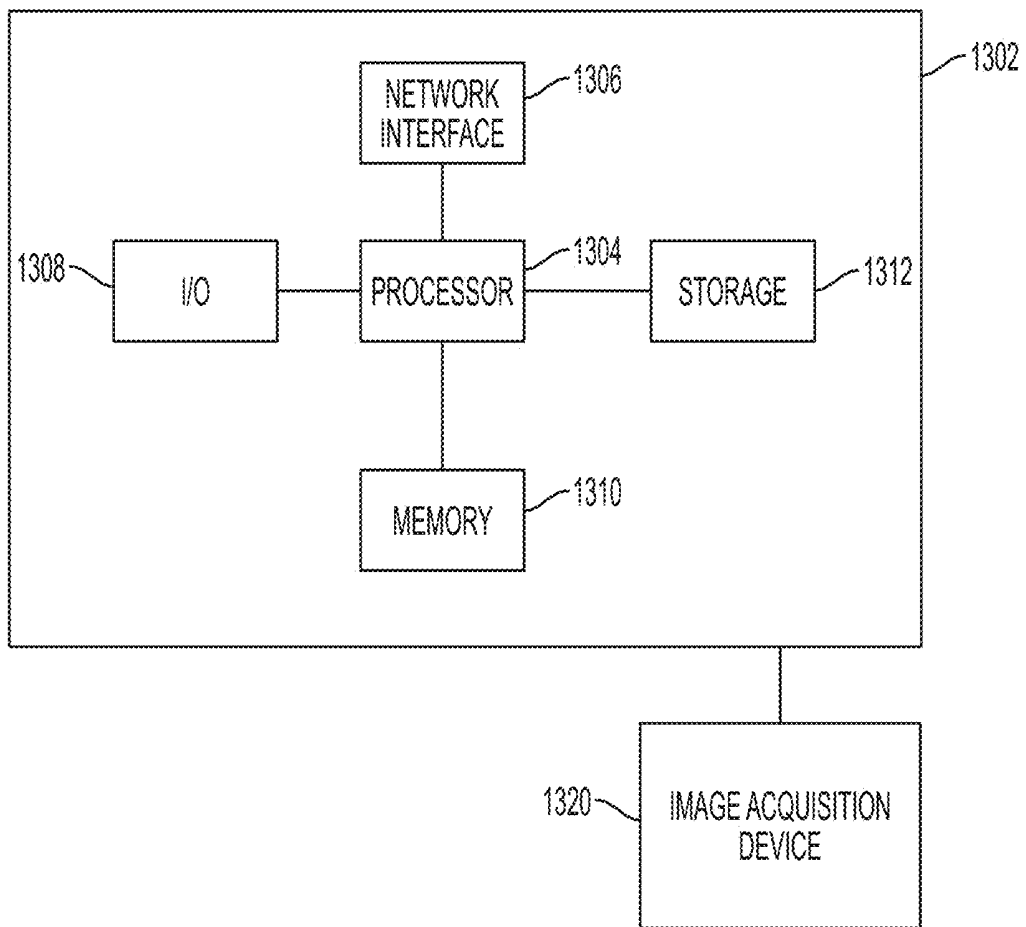 1302
NETWORK
INTERFACE
1306
1308
I/O
PROCESSOR
1304
STORAGE
1312
MEMORY
1310
1320
IMAGE ACQUISITION
DEVICE